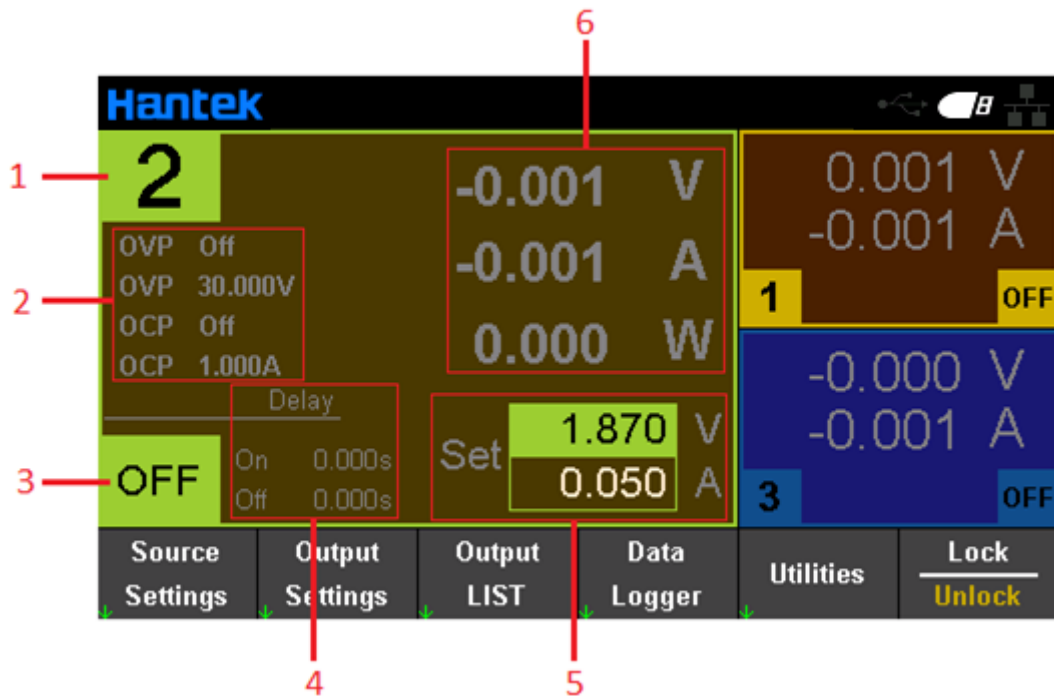 6
Hantek
8
1
2
-0.001 V
-0.001 A
0.000 W
2
OVP Off
OVP 30.000V
OCP Off
OCP 1.000A
Delay
On 0.000s
Off 0.000s
3
OFF
Set
1.870 V
0.050 A
0.001 V
-0.001 A
1
OFF
-0.000 V
-0.001 A
3
OFF
Source
Settings
Output
Settings
Output
LIST
Data
Logger
Utilities
Lock
Unlock
4
5